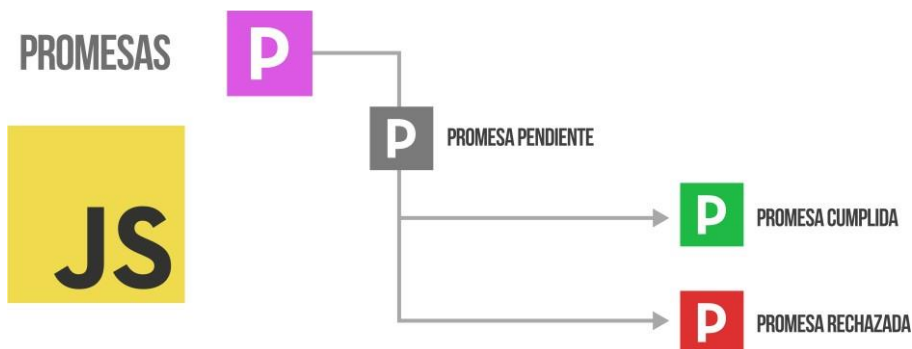 PROMESAS
P
P
PROMESA PENDIENTE
JS
P
PROMESA CUMPLIDA
P
PROMESA RECHAZADA